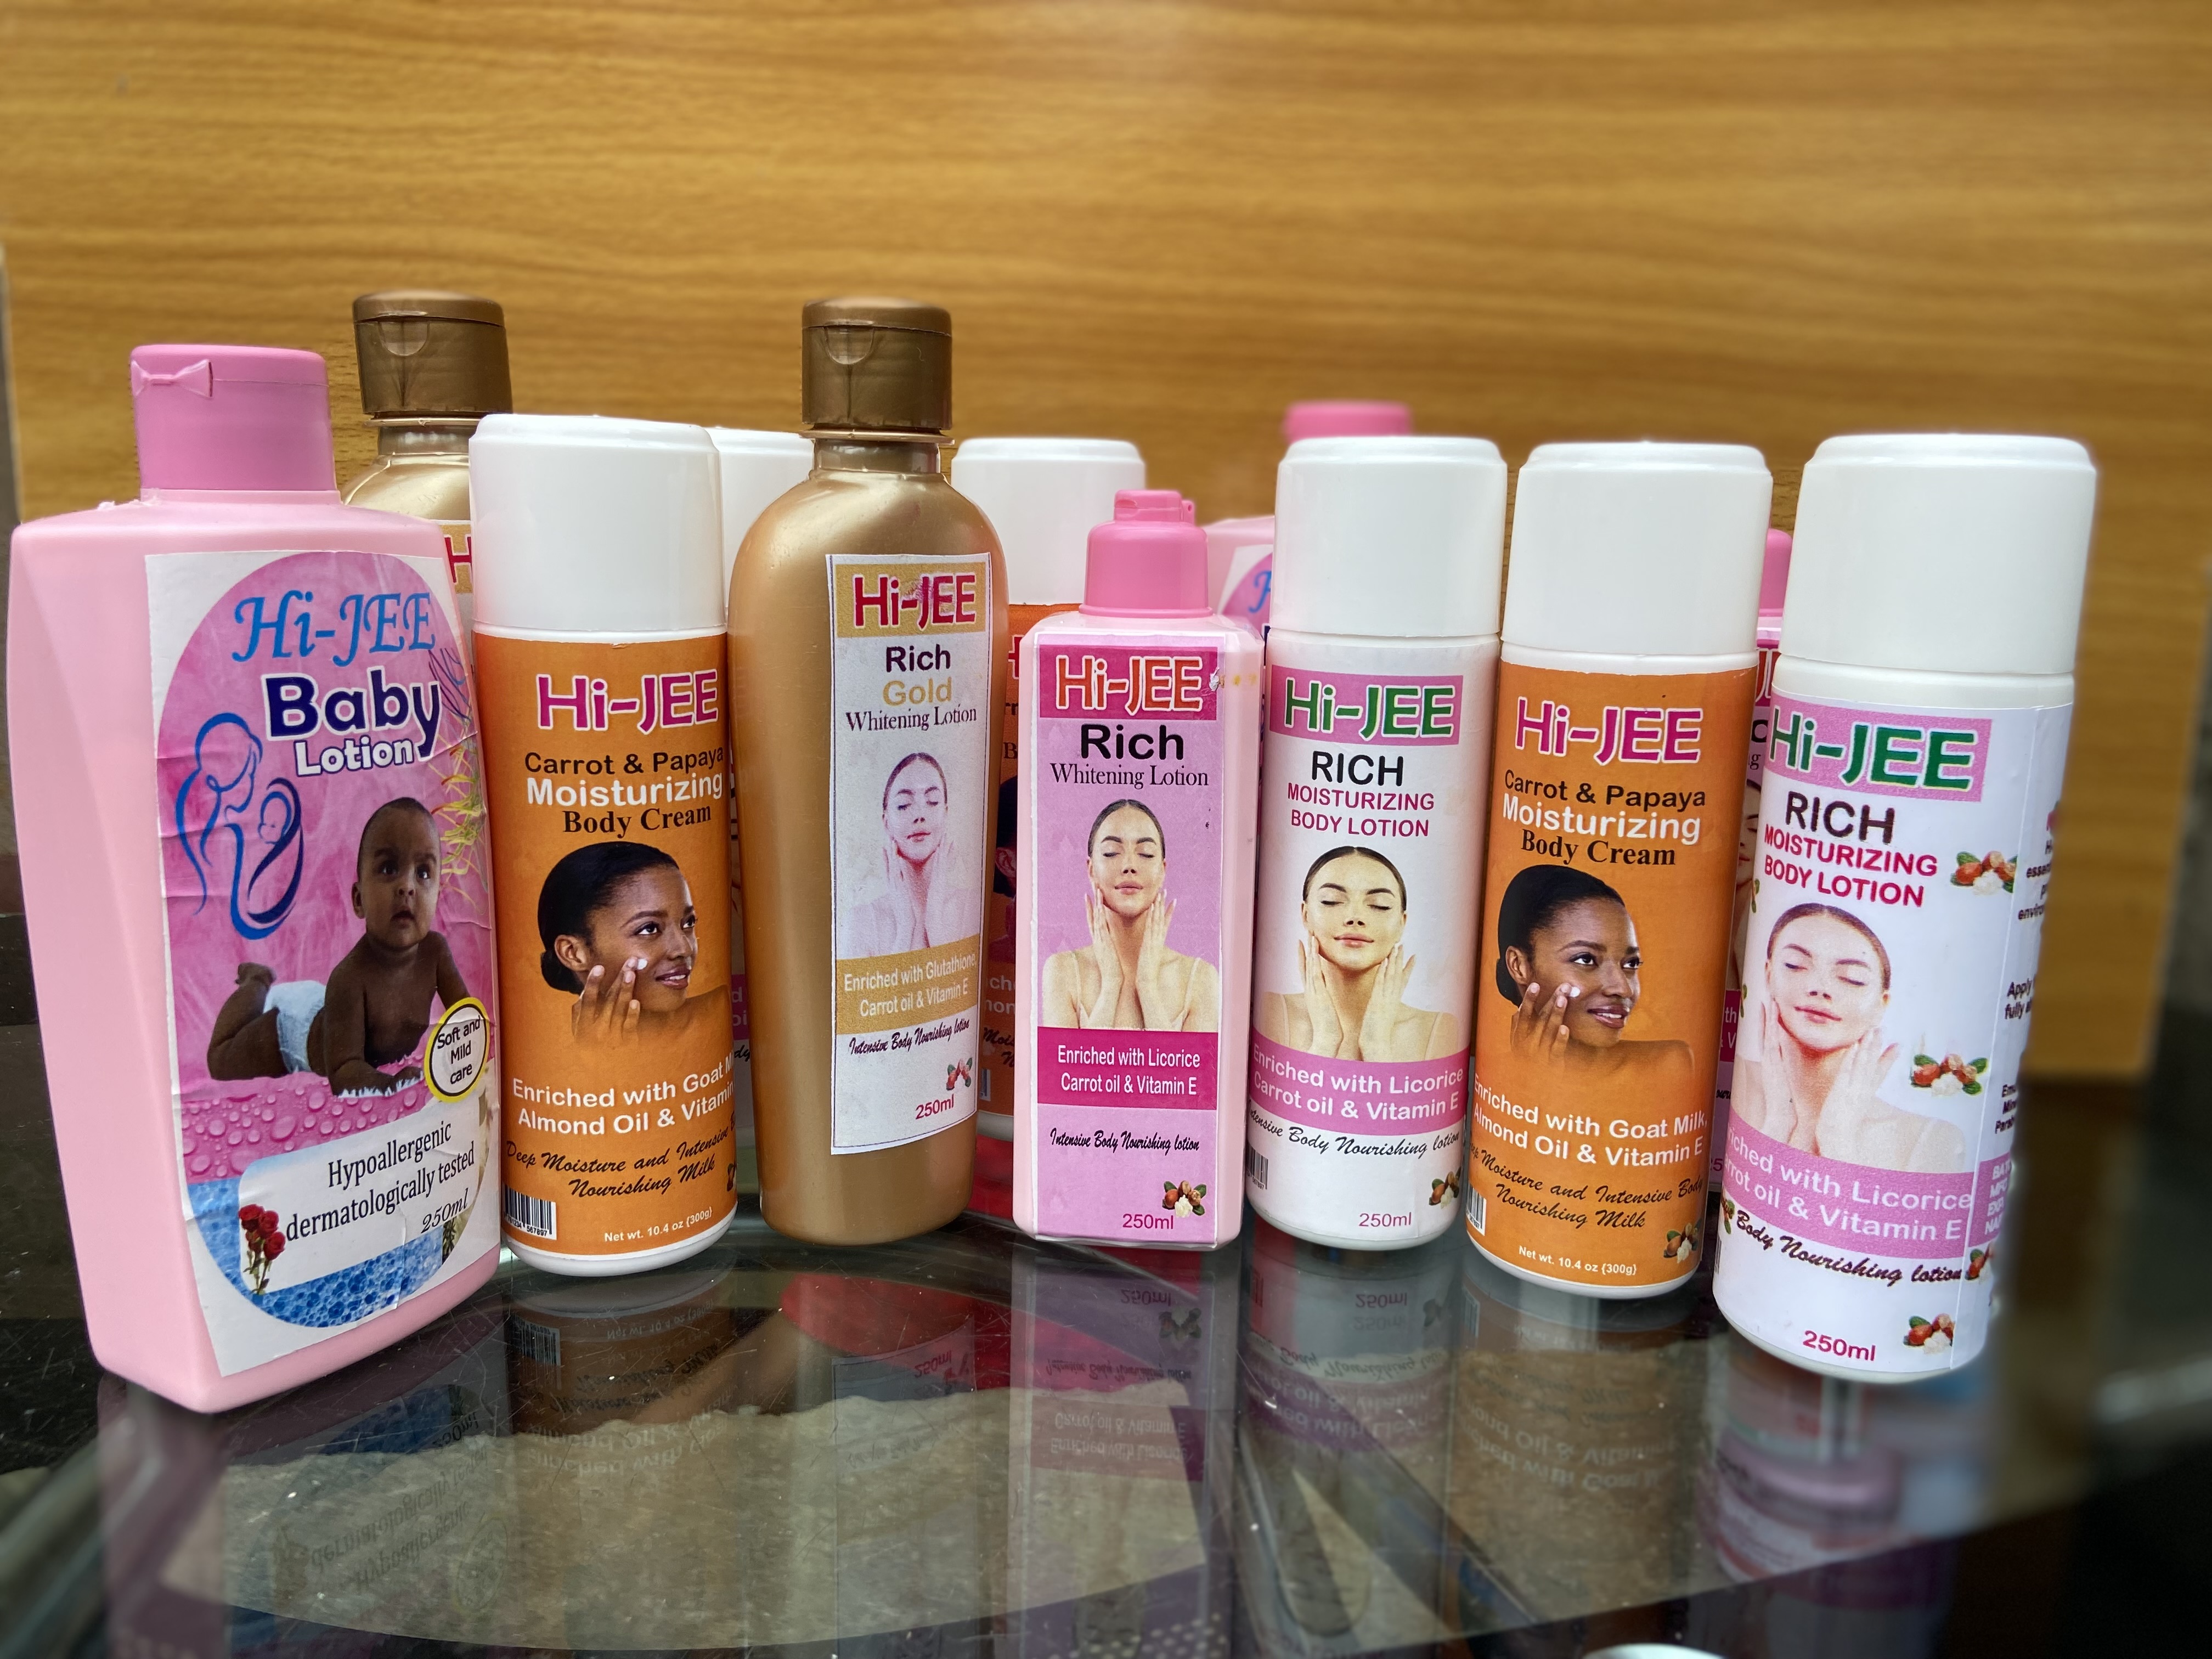 Hi-JEE
Baby
Lotion
Soft and
Mild
care
Hypoallergenic
dermatologically tested
250ml
Hi-JEE
Carrot & Papaya
Moisturizing
Body Cream
Enriched with Goat
Almond Oil & Vitamin
Deep Moisture and Intensive
Nourishing Milk
Net wt. 10.4 oz (300g)
Hi-JEE
Rich
Gold
Whitening Lotion
Enriched with Glutathione,
Carrot oil & Vitamin E
Intensive Body Nourishing lotion
250ml
Hi-JEE
Rich
Whitening Lotion
Enriched with Licorice
Carrot oil & Vitamin E
Intensive Body Nourishing lotion
250ml
Hi-JEE
RICH
MOISTURIZING
BODY LOTION
Enriched with Licorice
Carrot oil & Vitamin E
Body Nourishing lotion
250ml
Hi-JEE
Carrot & Papaya
Moisturizing
Body Cream
Enriched with Goat Milk,
Almond Oil & Vitamin E
Moisture and Intensive Body
Nourishing Milk
Net wt. 10.4 oz (300g)
Hi-JEE
RICH
MOISTURIZING
BODY LOTION
with Licorice
oil & Vitamin E
Body Nourishing lotion
250ml
Apply